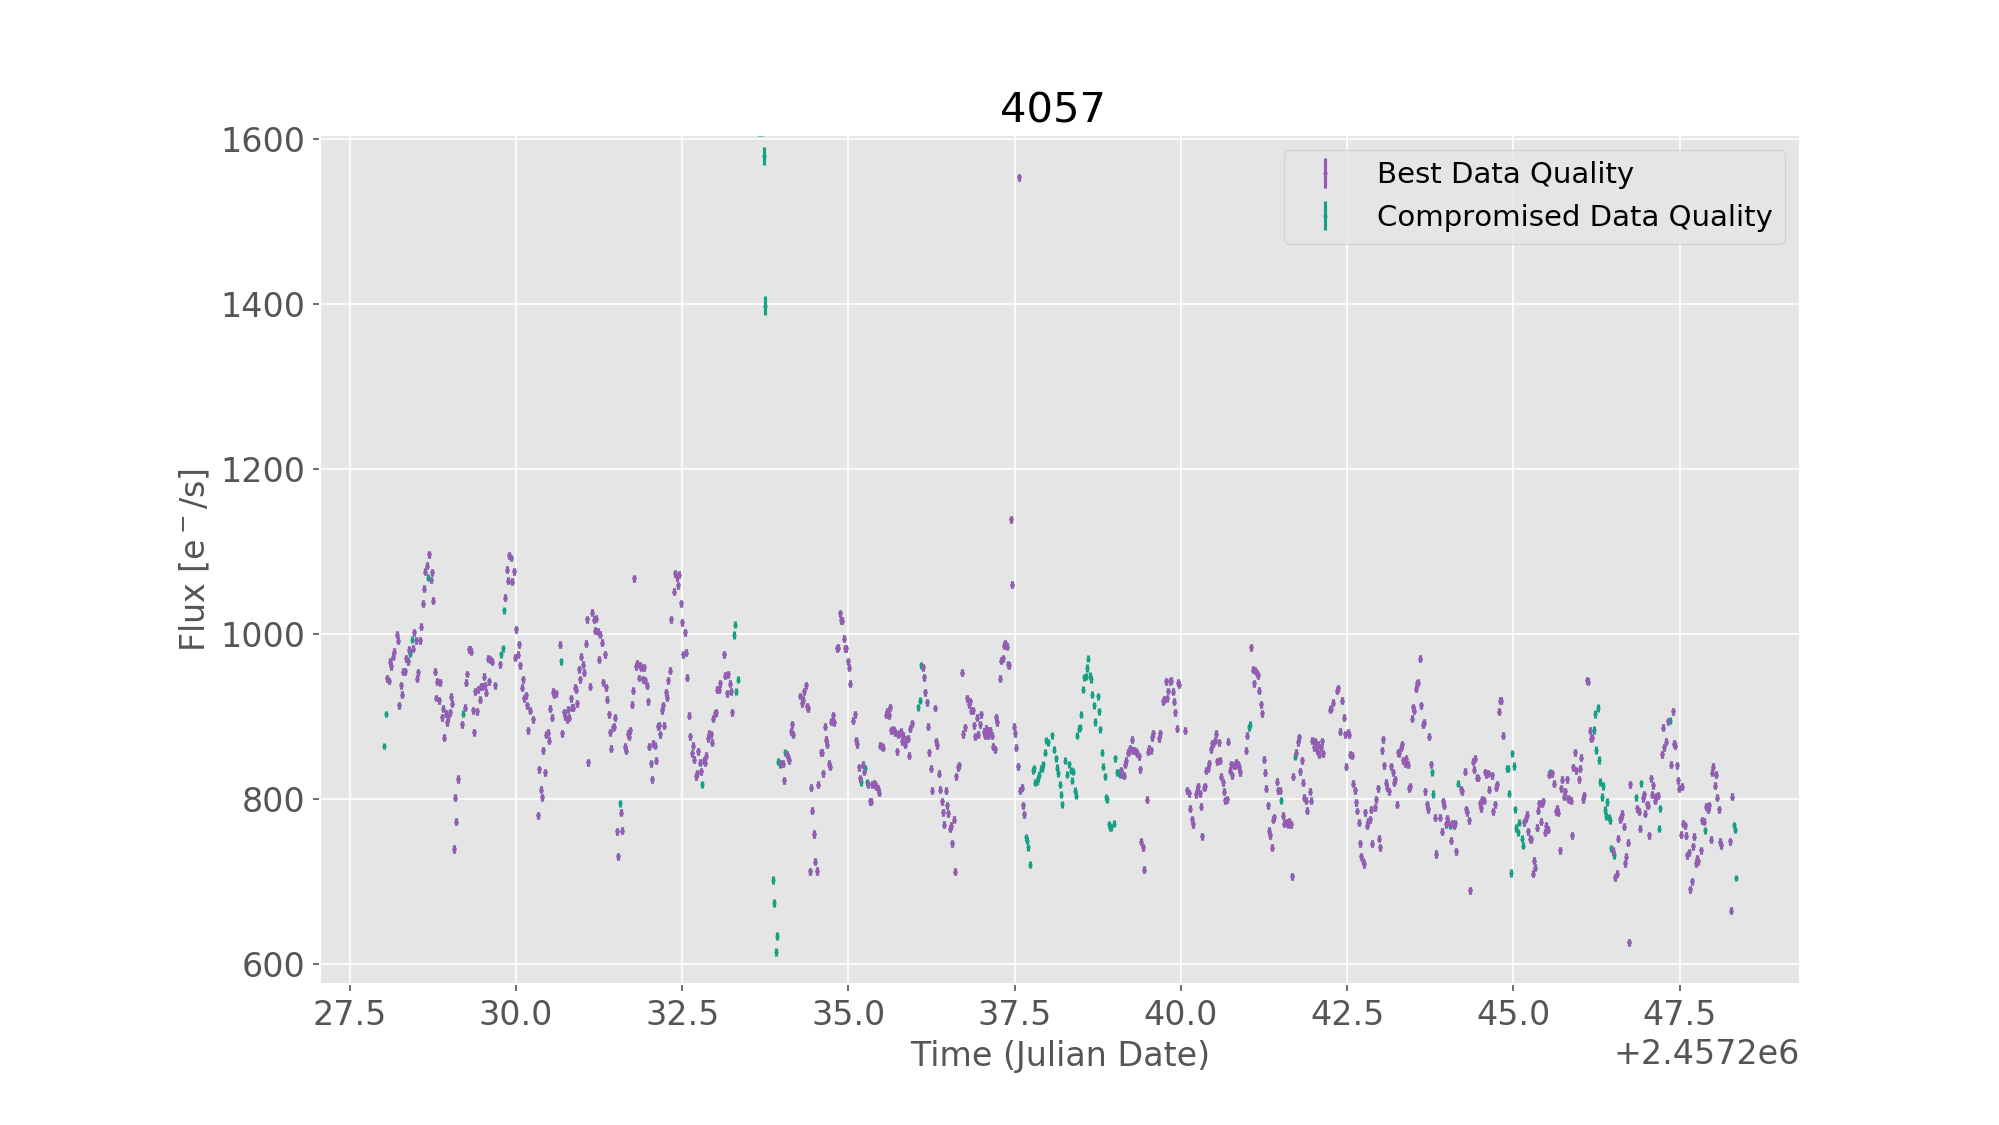 4057
Best Data Quality
Compromised Data Quality
1600
1400
1200
1000
800
600
Flux [e⁻/s]
27.5 30.0 32.5 35.0 37.5 40.0 42.5 45.0 47.5
Time (Julian Date)
+2.4572e6